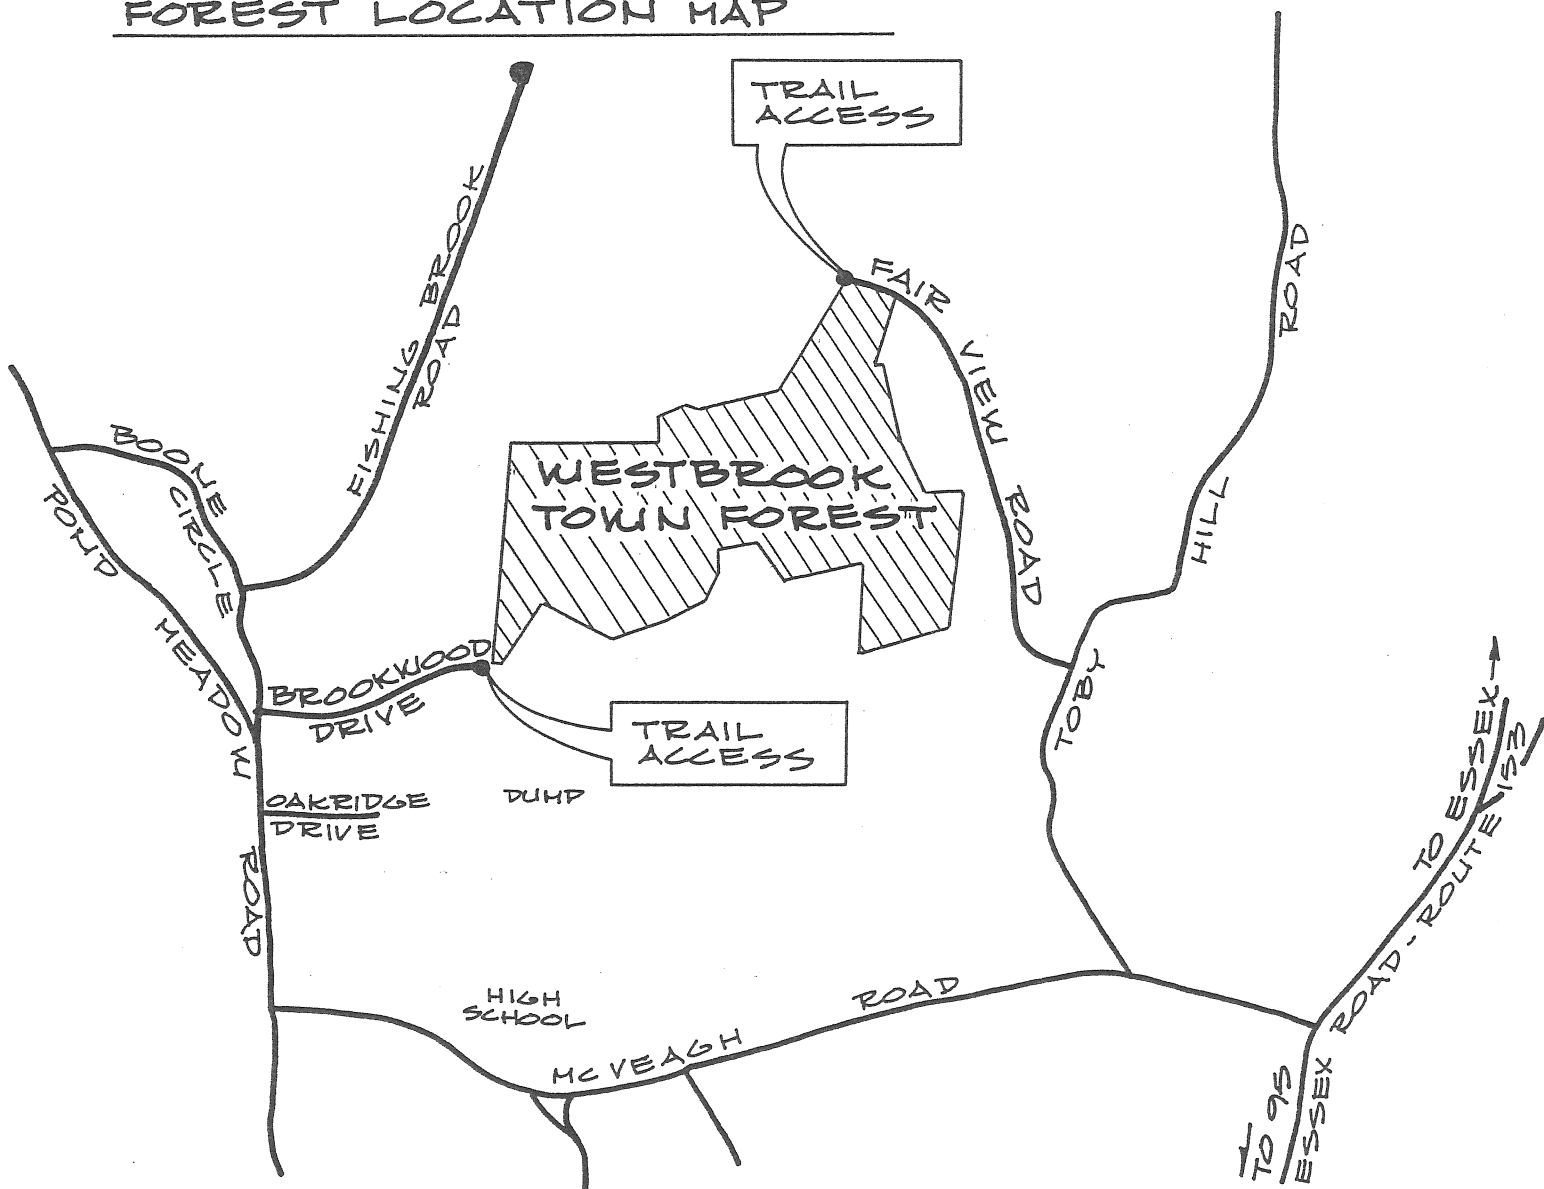 FOREST LOCATION MAP
TRAIL
ACCESS
FISHING BROOK
ROAD
FAIR VIEW ROAD
TOBY HILL ROAD
BOONE
CIRCLE
POND MEADOW ROAD
WESTBROOK
TOWN FOREST
BROOKWOOD
DRIVE
TRAIL
ACCESS
OAKRIDGE
DRIVE
DUMP
HIGH
SCHOOL
MCVEAGH ROAD
TO ESSEX →
ESSEX ROAD - ROUTE 153
← TO 95